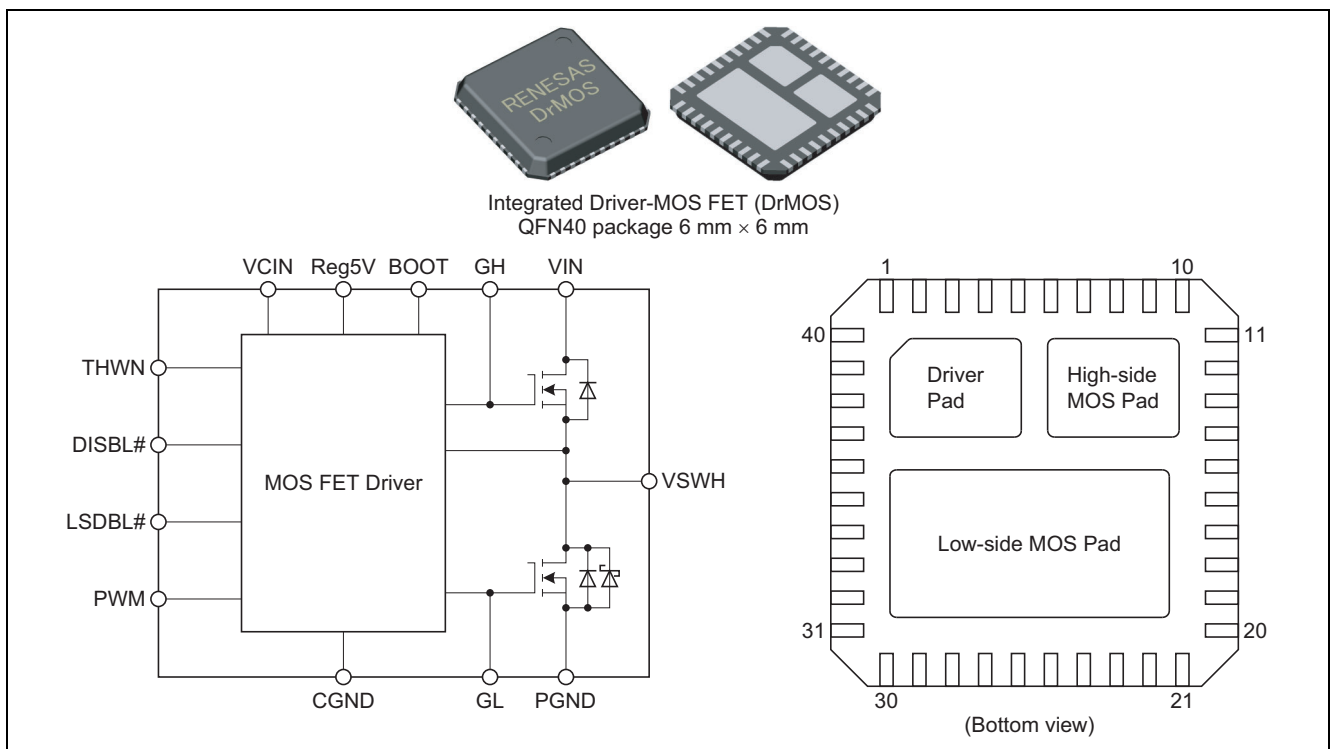 RENESAS
DrMOS
Integrated Driver-MOS FET (DrMOS)
QFN40 package 6 mm × 6 mm
VCIN Reg5V BOOT GH VIN
THWN
DISBL#
LSDBL#
PWM
MOS FET Driver
VSWH
CGND GL PGND
1 10
40 11
Driver
Pad
High-side
MOS Pad
Low-side MOS Pad
31 20
30 21
(Bottom view)